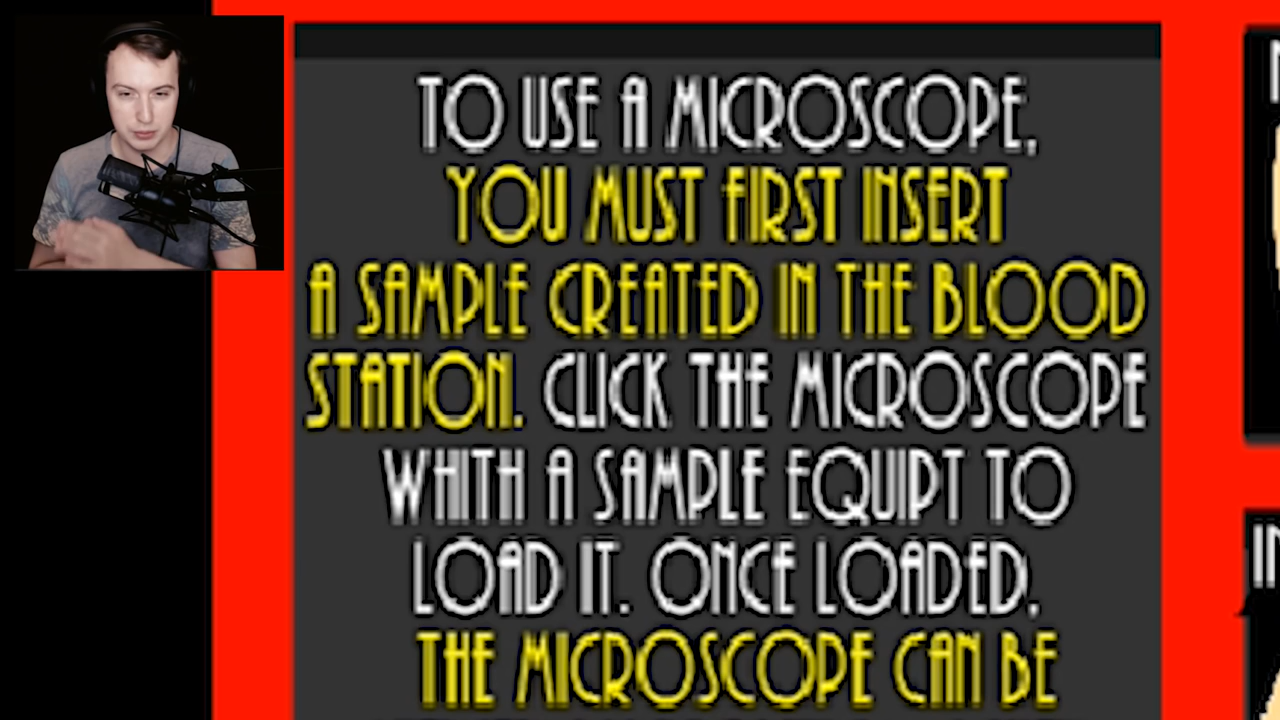 TO USE A MICROSCOPE,
YOU MUST FIRST INSERT
A SAMPLE CREATED IN THE BLOOD
STATION. CLICK THE MICROSCOPE
WHITH A SAMPLE EQUIPT TO
LOAD IT. ONCE LOADED,
THE MICROSCOPE CAN BE